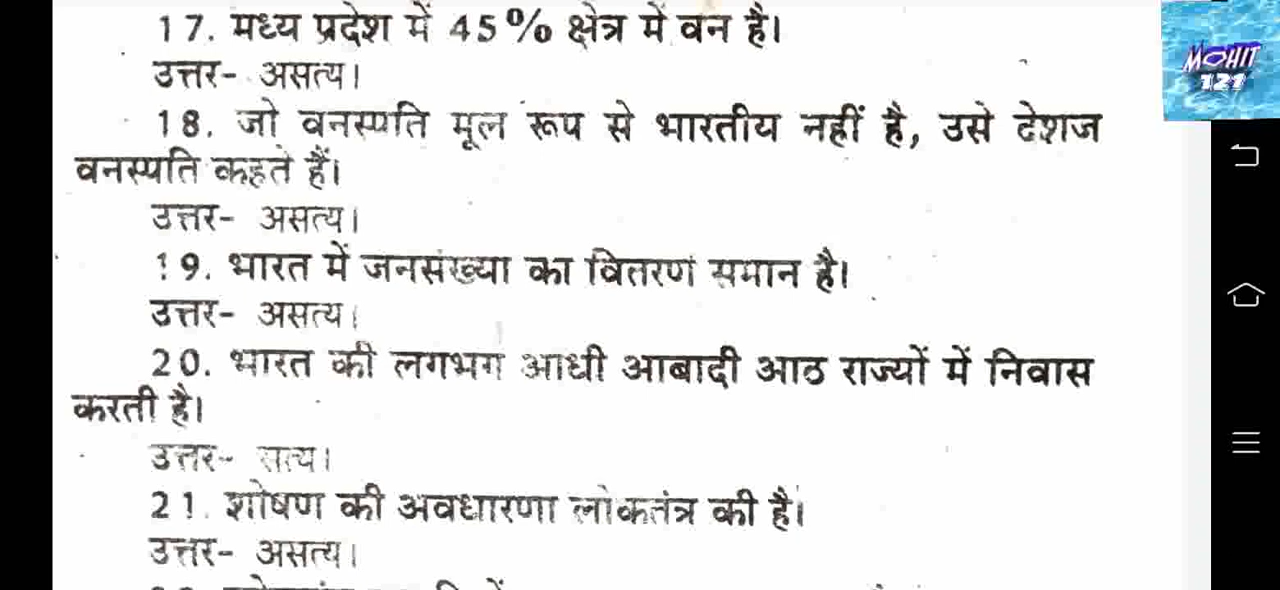 17. मध्य प्रदेश में 45% क्षेत्र में वन है।
MOHIT
121
उत्तर- असत्य।
18. जो वनस्पति मूल रूप से भारतीय नहीं है, उसे देशज
वनस्पति कहते हैं।
उत्तर- असत्य।
19. भारत में जनसंख्या का वितरण समान है।
उत्तर- असत्य।
20. भारत की लगभग आधी आबादी आठ राज्यों में निवास
करती है।
उत्तर- सत्य।
21. शोषण की अवधारणा लोकतंत्र की है।
उत्तर- असत्य।